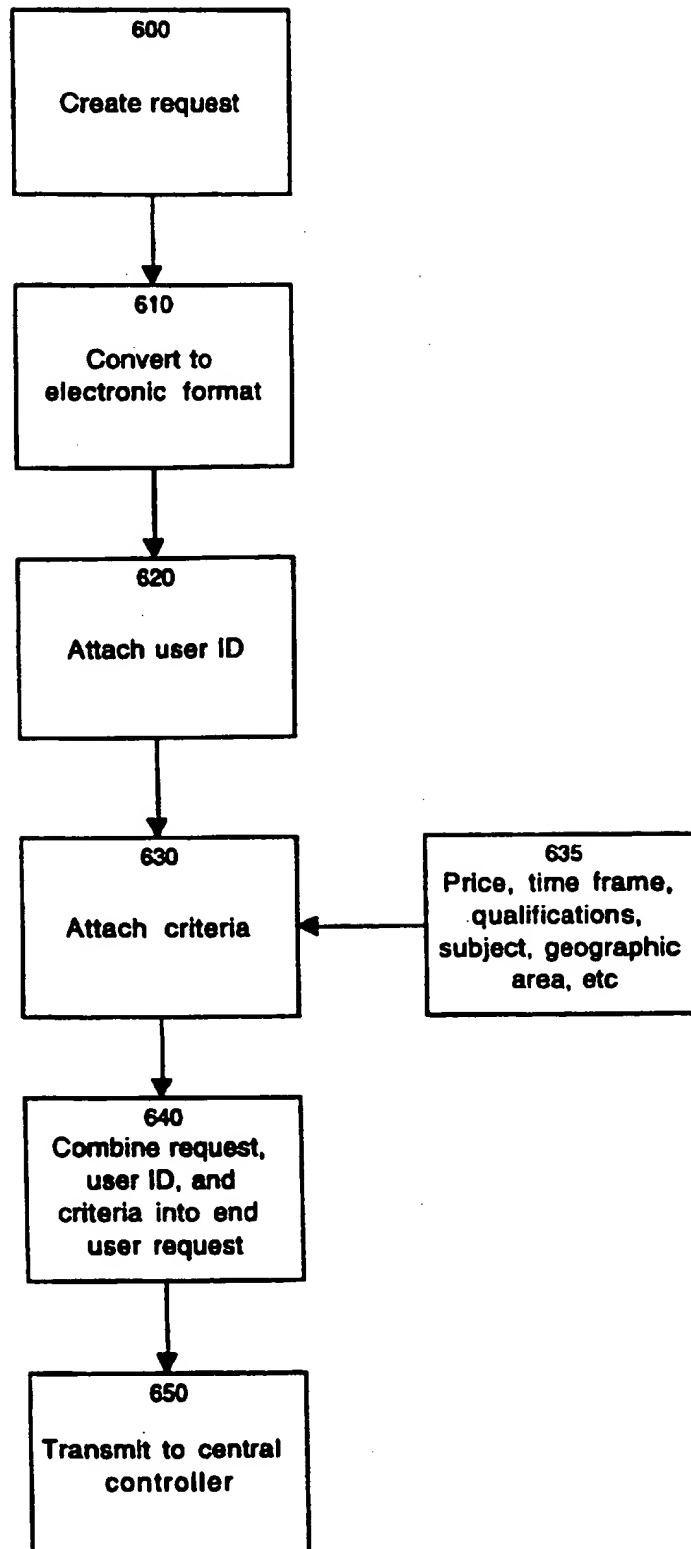 600
Create request
610
Convert to
electronic format
620
Attach user ID
630
Attach criteria
635
Price, time frame,
qualifications,
subject, geographic
area, etc
640
Combine request,
user ID, and
criteria into end
user request
650
Transmit to central
controller